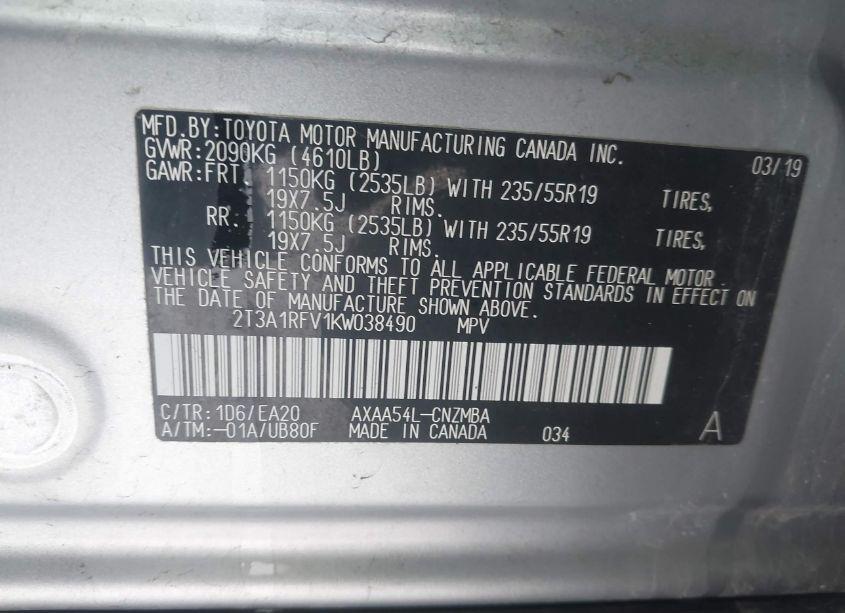 MFD.BY:TOYOTA MOTOR MANUFACTURING CANADA INC.
GVWR:2090KG (4610LB) 03/19
GAWR:FRT. 1150KG (2535LB) WITH 235/55R19 TIRES,
19X7.5J RIMS.
RR: 1150KG (2535LB) WITH 235/55R19 TIRES,
19X7.5J RIMS.
THIS VEHICLE CONFORMS TO ALL APPLICABLE FEDERAL MOTOR
VEHICLE SAFETY AND THEFT PREVENTION STANDARDS IN EFFECT ON
THE DATE OF MANUFACTURE SHOWN ABOVE.
2T3A1RFV1KW038490 MPV
C/TR:1D6/EA20 AXAA54L-CNZMBA
A/TM:-01A/UB80F MADE IN CANADA 034 A